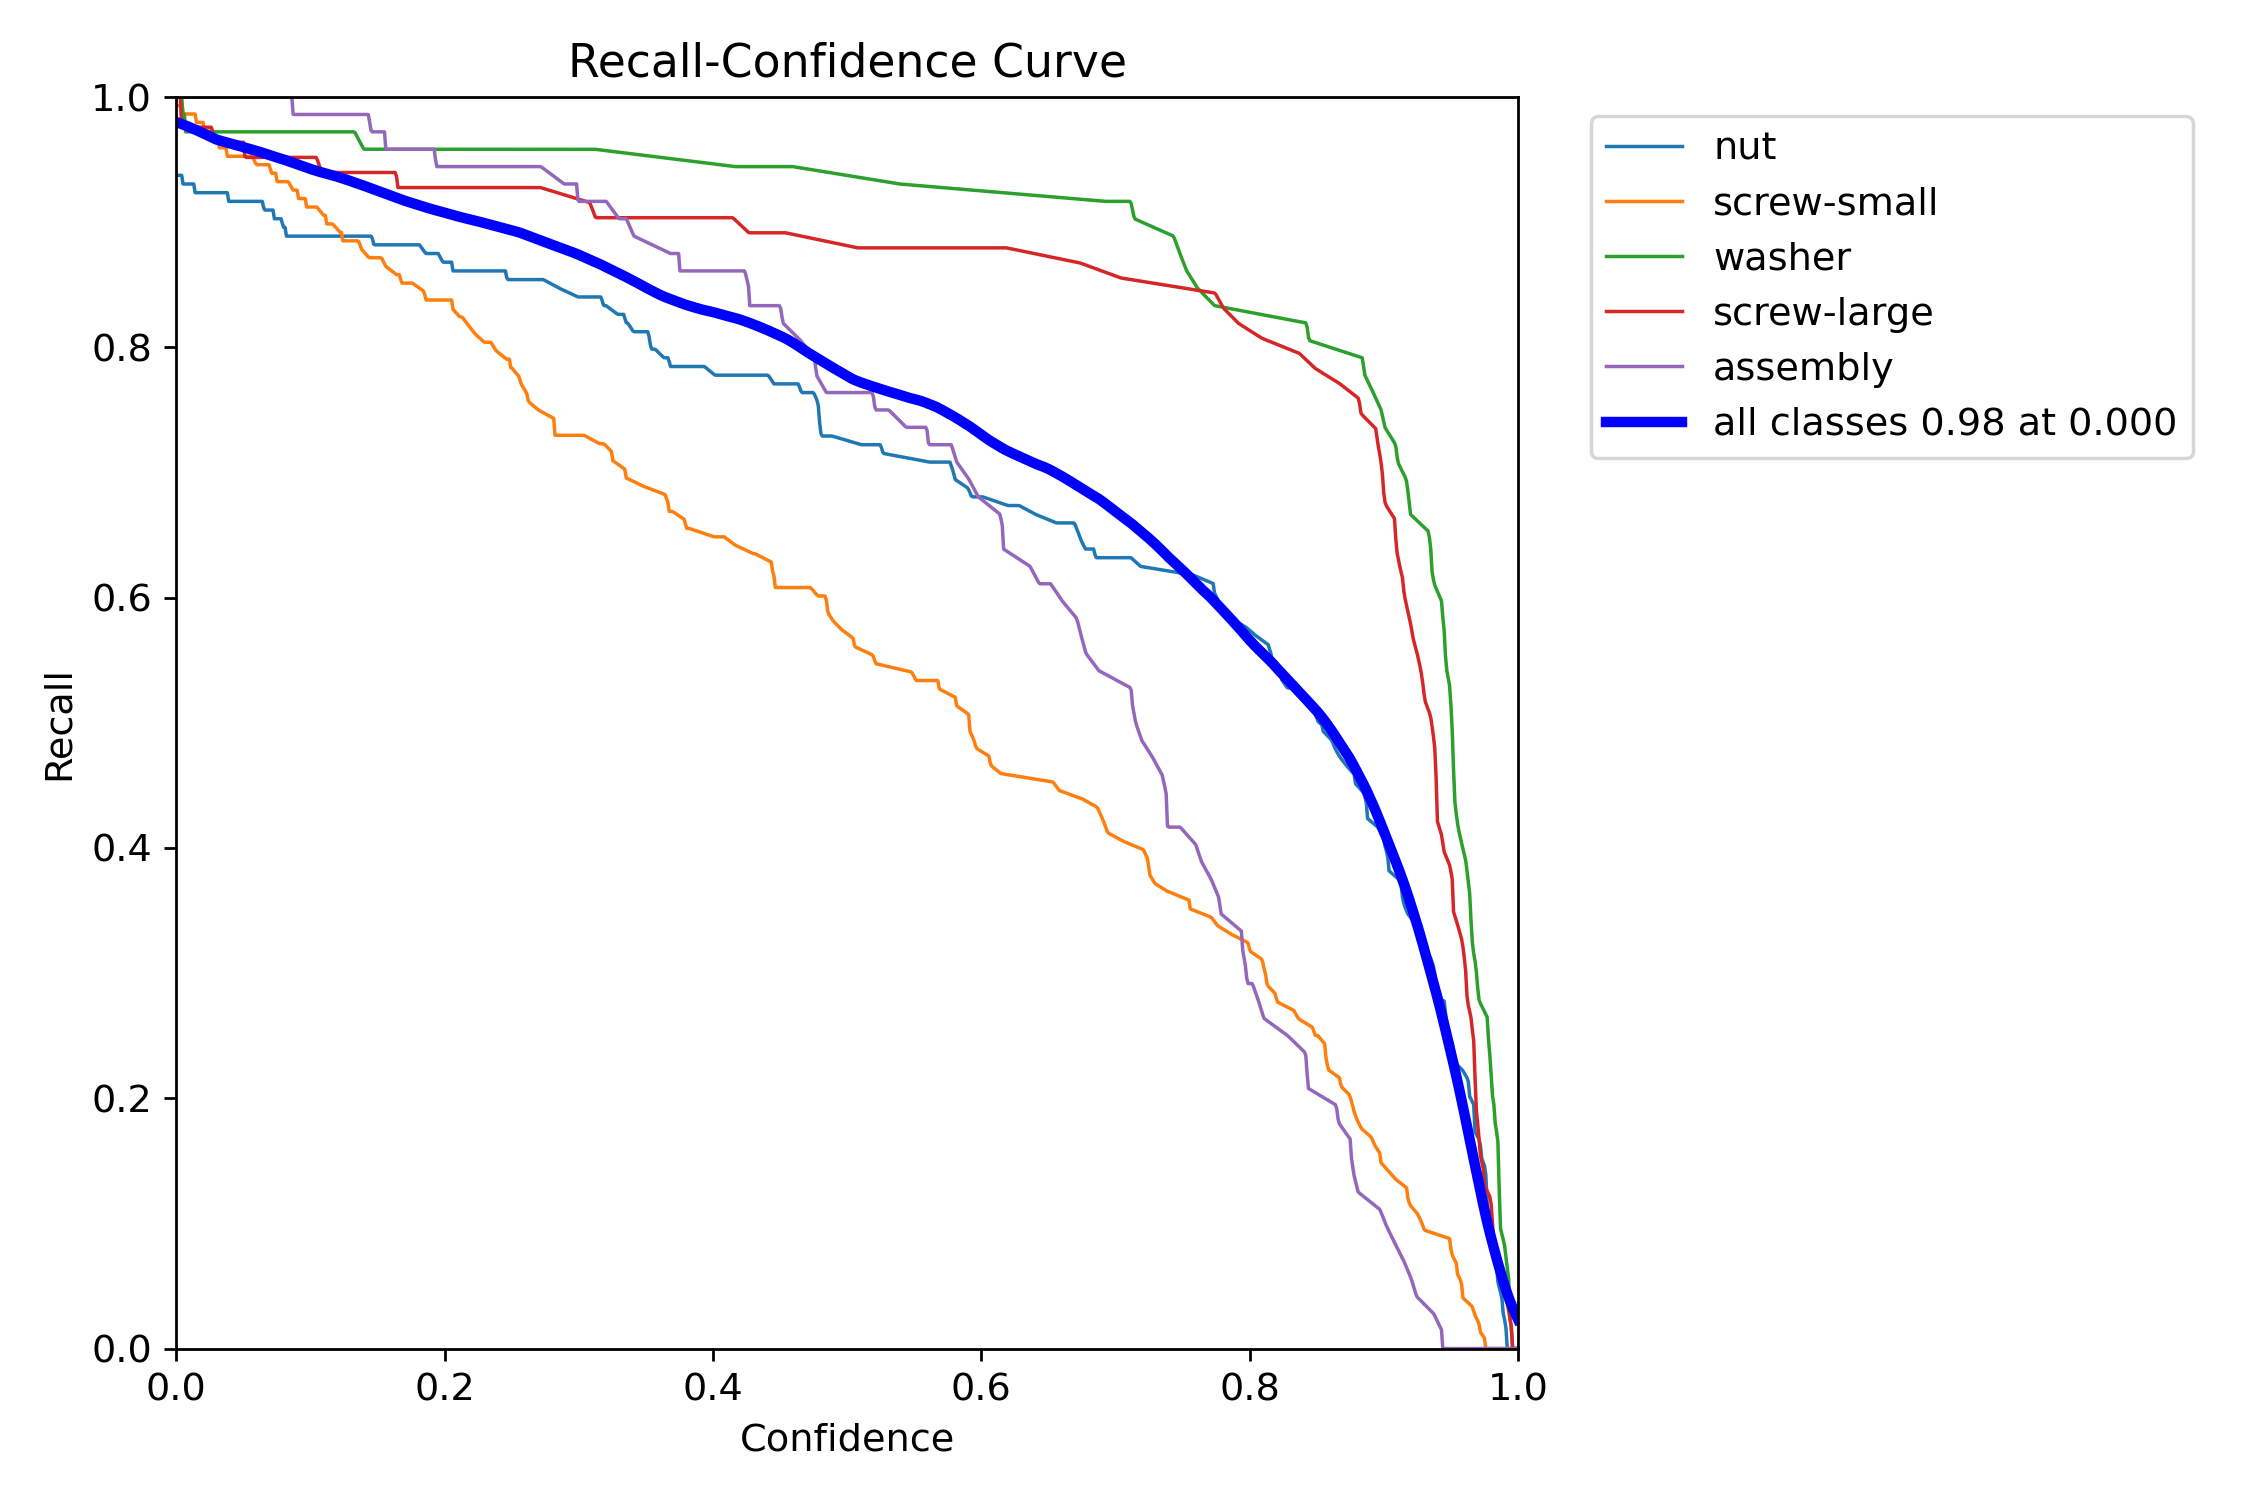 Recall-Confidence Curve
1.0
0.8
0.6
0.4
0.2
0.0
Recall
0.0 0.2 0.4 0.6 0.8 1.0
Confidence
nut
screw-small
washer
screw-large
assembly
all classes 0.98 at 0.000